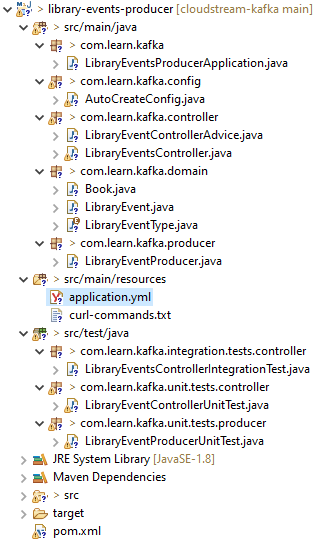 > library-events-producer [cloudstream-kafka main]
> src/main/java
> com.learn.kafka
LibraryEventsProducerApplication.java
> com.learn.kafka.config
AutoCreateConfig.java
> com.learn.kafka.controller
LibraryEventControllerAdvice.java
LibraryEventsController.java
> com.learn.kafka.domain
Book.java
LibraryEvent.java
LibraryEventType.java
> com.learn.kafka.producer
LibraryEventProducer.java
> src/main/resources
application.yml
curl-commands.txt
> src/test/java
> com.learn.kafka.integration.tests.controller
LibraryEventsControllerIntegrationTest.java
> com.learn.kafka.unit.tests.controller
LibraryEventControllerUnitTest.java
> com.learn.kafka.unit.tests.producer
LibraryEventProducerUnitTest.java
JRE System Library [JavaSE-1.8]
Maven Dependencies
> src
target
pom.xml